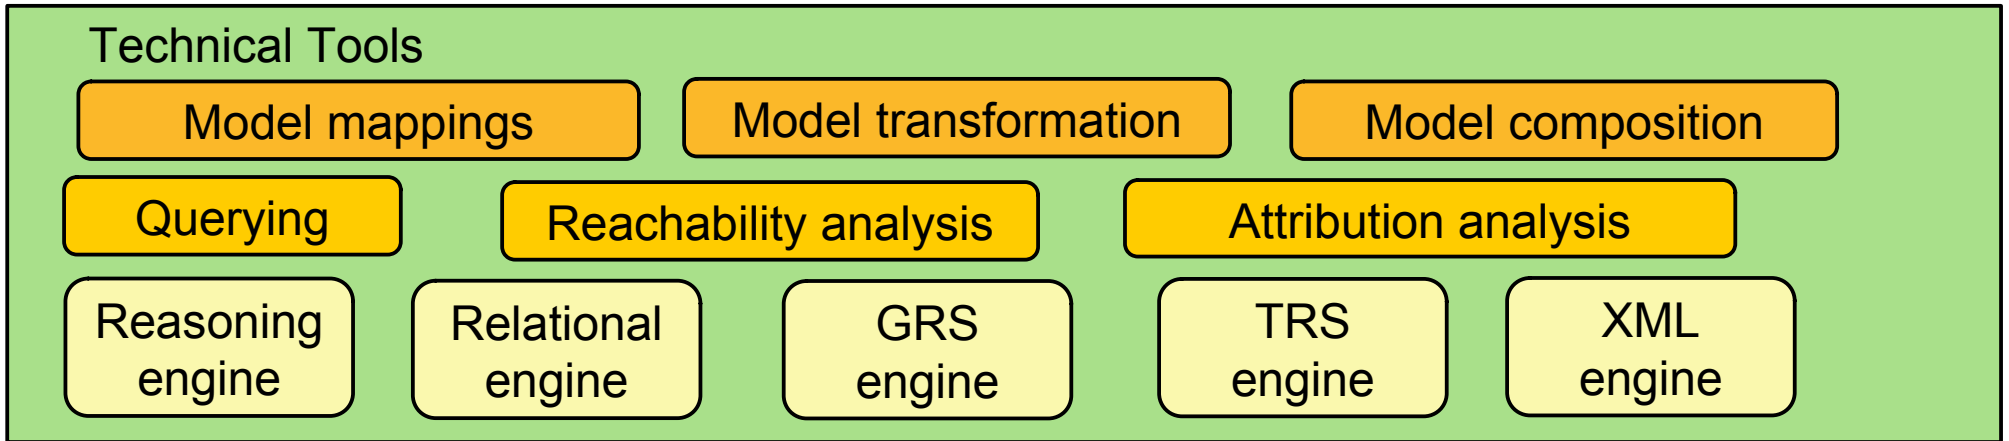 Technical Tools
Model mappings
Model transformation
Model composition
Querying
Reachability analysis
Attribution analysis
Reasoning
engine
Relational
engine
GRS
engine
TRS
engine
XML
engine